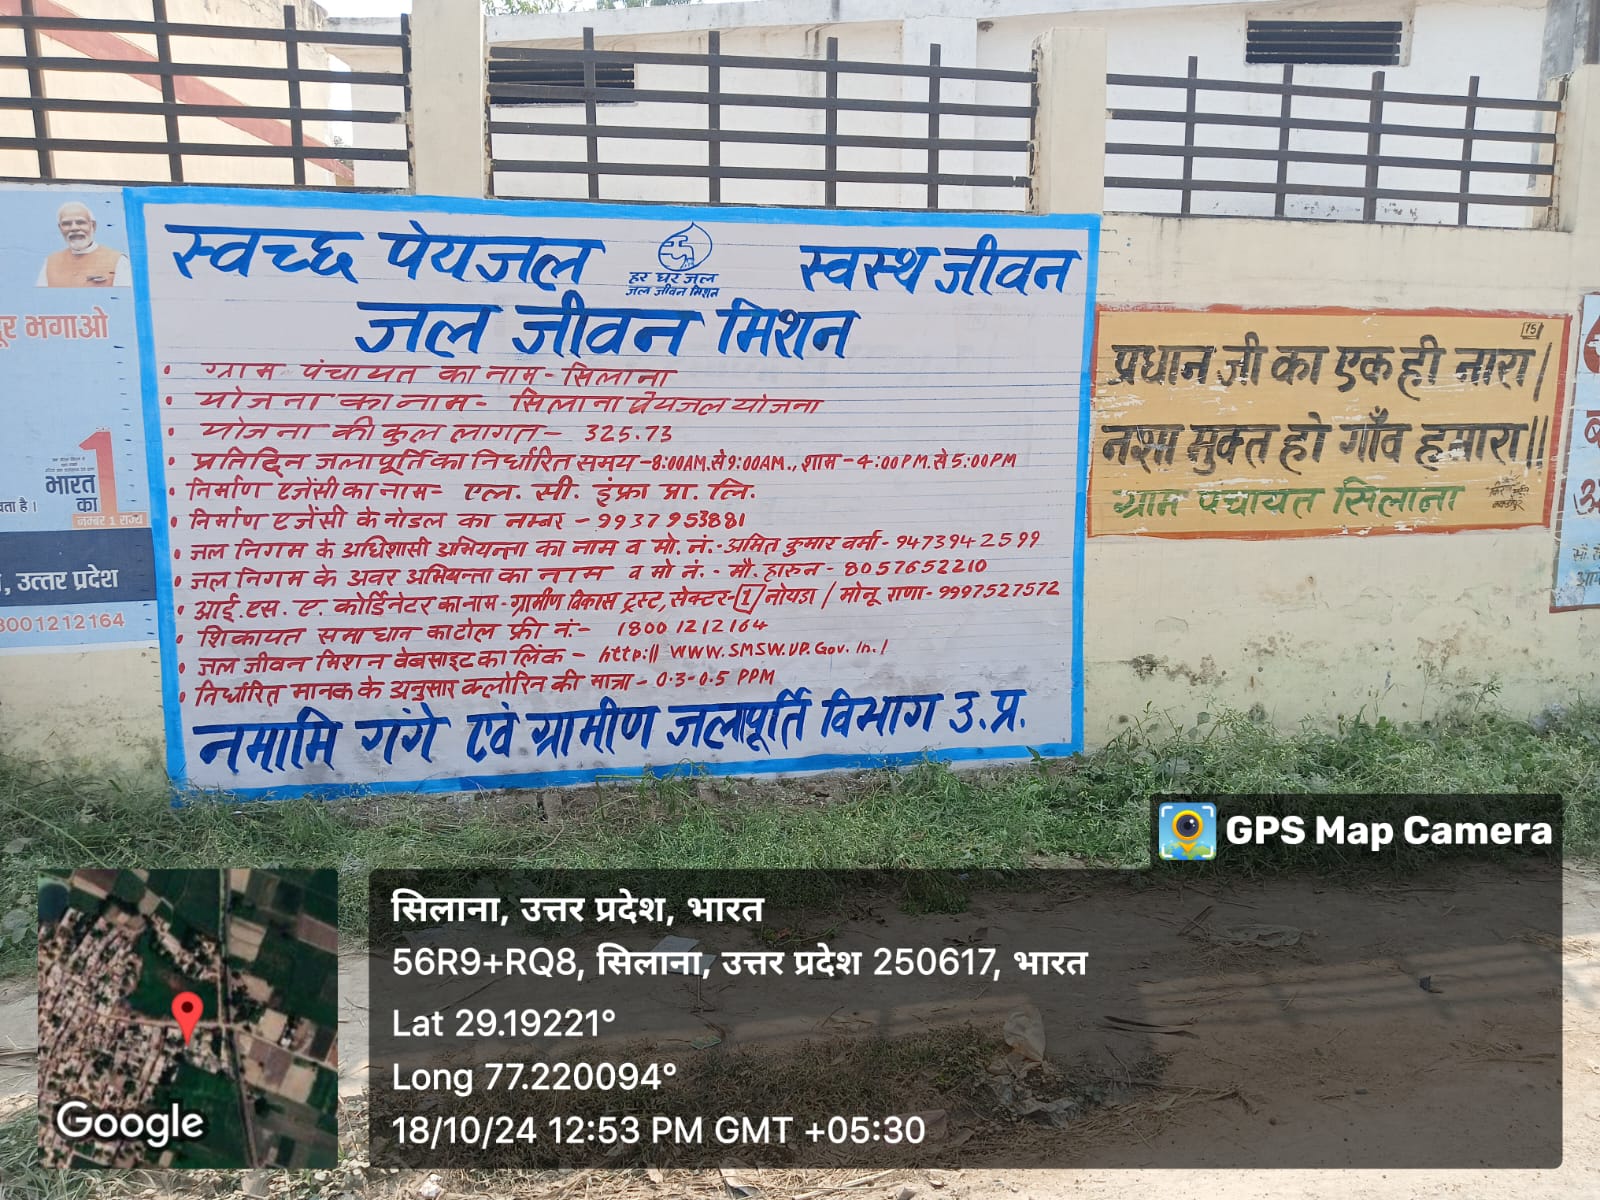 स्वच्छ पेयजल
हर घर जल
जल जीवन मिशन
स्वस्थ जीवन
जल जीवन मिशन
• ग्राम पंचायत का नाम - सिलाना
• योजना का नाम - सिलाना पेयजल योजना
• योजना की कुल लागत - 325.73
• प्रतिदिन जलापूर्ति का निर्धारित समय - 8:00AM. से 9:00AM., शाम - 4:00PM. से 5:00PM
• निर्माण एजेंसी का नाम - एल. सी. इंफ्रा प्रा. लि.
• निर्माण एजेंसी के नोडल का नम्बर - 9937953881
• जल निगम के अधिशासी अभियन्ता का नाम व मो. नं. - अमित कुमार वर्मा - 9473942599
• जल निगम के अवर अभियन्ता का नाम व मो नं. - मौ. हारुन - 8057652210
• आई. एस. ए. कोर्डिनेटर का नाम - ग्रामीण विकास ट्रस्ट, सेक्टर-1 नोयडा / मोनू राणा - 9997527572
• शिकायत समाधान का टोल फ्री नं. - 18001212164
• जल जीवन मिशन वेबसाइट का लिंक - http:// WWW.SMSW.UP.Gov.In./
• निर्धारित मानक के अनुसार क्लोरिन की मात्रा - 0.3-0.5 PPM
नमामि गंगे एवं ग्रामीण जलापूर्ति विभाग उ.प्र.
भगाओ
भारत
का
1
नम्बर 1 राज्य
, उत्तर प्रदेश
8001212164
15
प्रधान जी का एक ही नारा।
नशा मुक्त हो गाँव हमारा॥
ग्राम पंचायत सिलाना
GPS Map Camera
सिलाना, उत्तर प्रदेश, भारत
56R9+RQ8, सिलाना, उत्तर प्रदेश 250617, भारत
Lat 29.19221°
Long 77.220094°
18/10/24 12:53 PM GMT +05:30
Google